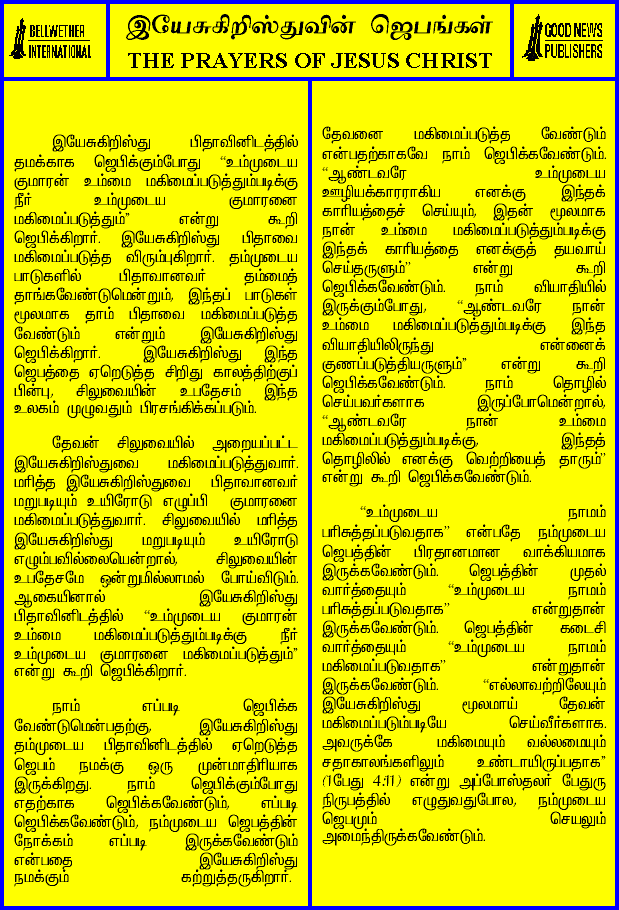 BELLWETHER
INTERNATIONAL
இயேசுகிறிஸ்துவின் ஜெபங்கள்
THE PRAYERS OF JESUS CHRIST
GOOD NEWS
PUBLISHERS
இயேசுகிறிஸ்து பிதாவினிடத்தில்
தமக்காக ஜெபிக்கும்போது “உம்முடைய
குமாரன் உம்மை மகிமைப்படுத்தும்படிக்கு
நீர் உம்முடைய குமாரனை
மகிமைப்படுத்தும்” என்று கூறி
ஜெபிக்கிறார். இயேசுகிறிஸ்து பிதாவை
மகிமைப்படுத்த விரும்புகிறார். தம்முடைய
பாடுகளில் பிதாவானவர் தம்மைத்
தாங்கவேண்டுமென்றும், இந்தப் பாடுகள்
மூலமாக தாம் பிதாவை மகிமைப்படுத்த
வேண்டும் என்றும் இயேசுகிறிஸ்து
ஜெபிக்கிறார். இயேசுகிறிஸ்து இந்த
ஜெபத்தை ஏறெடுத்த சிறிது காலத்திற்குப்
பின்பு, சிலுவையின் உபதேசம் இந்த
உலகம் முழுவதும் பிரசங்கிக்கப்படும்.
தேவன் சிலுவையில் அறையப்பட்ட
இயேசுகிறிஸ்துவை மகிமைப்படுத்துவார்.
மரித்த இயேசுகிறிஸ்துவை பிதாவானவர்
மறுபடியும் உயிரோடு எழுப்பி குமாரனை
மகிமைப்படுத்துவார். சிலுவையில் மரித்த
இயேசுகிறிஸ்து மறுபடியும் உயிரோடு
எழும்பவில்லையென்றால், சிலுவையின்
உபதேசமே ஒன்றுமில்லாமல் போய்விடும்.
ஆகையினால் இயேசுகிறிஸ்து
பிதாவினிடத்தில் “உம்முடைய குமாரன்
உம்மை மகிமைப்படுத்தும்படிக்கு நீர்
உம்முடைய குமாரனை மகிமைப்படுத்தும்”
என்று கூறி ஜெபிக்கிறார்.
நாம் எப்படி ஜெபிக்க
வேண்டுமென்பதற்கு, இயேசுகிறிஸ்து
தம்முடைய பிதாவினிடத்தில் ஏறெடுத்த
ஜெபம் நமக்கு ஒரு முன்மாதிரியாக
இருக்கிறது. நாம் ஜெபிக்கும்போது
எதற்காக ஜெபிக்கவேண்டும், எப்படி
ஜெபிக்கவேண்டும், நம்முடைய ஜெபத்தின்
நோக்கம் எப்படி இருக்கவேண்டும்
என்பதை இயேசுகிறிஸ்து
நமக்கும் கற்றுத்தருகிறார்.
தேவனை மகிமைப்படுத்த வேண்டும்
என்பதற்காகவே நாம் ஜெபிக்கவேண்டும்.
“ஆண்டவரே உம்முடைய
ஊழியக்காரராகிய எனக்கு இந்தக்
காரியத்தைச் செய்யும், இதன் மூலமாக
நான் உம்மை மகிமைப்படுத்தும்படிக்கு
இந்தக் காரியத்தை எனக்குத் தயவாய்
செய்தருளும்” என்று கூறி
ஜெபிக்கவேண்டும். நாம் வியாதியில்
இருக்கும்போது, “ஆண்டவரே நான்
உம்மை மகிமைப்படுத்தும்படிக்கு இந்த
வியாதியிலிருந்து என்னைக்
குணப்படுத்தியருளும்” என்று கூறி
ஜெபிக்கவேண்டும். நாம் தொழில்
செய்பவர்களாக இருப்போமென்றால்,
“ஆண்டவரே நான் உம்மை
மகிமைப்படுத்தும்படிக்கு, இந்தத்
தொழிலில் எனக்கு வெற்றியைத் தாரும்”
என்று கூறி ஜெபிக்கவேண்டும்.
“உம்முடைய நாமம்
பரிசுத்தப்படுவதாக” என்பதே நம்முடைய
ஜெபத்தின் பிரதானமான வாக்கியமாக
இருக்கவேண்டும். ஜெபத்தின் முதல்
வார்த்தையும் “உம்முடைய நாமம்
பரிசுத்தப்படுவதாக” என்றுதான்
இருக்கவேண்டும். ஜெபத்தின் கடைசி
வார்த்தையும் “உம்முடைய நாமம்
மகிமைப்படுவதாக” என்றுதான்
இருக்கவேண்டும். “எல்லாவற்றிலேயும்
இயேசுகிறிஸ்து மூலமாய் தேவன்
மகிமைப்படும்படியே செய்வீர்களாக.
அவருக்கே மகிமையும் வல்லமையும்
சதாகாலங்களிலும் உண்டாயிருப்பதாக”
(1பேது 4:11) என்று அப்போஸ்தலர் பேதுரு
நிருபத்தில் எழுதுவதுபோல, நம்முடைய
ஜெபமும் செயலும்
அமைந்திருக்கவேண்டும்.